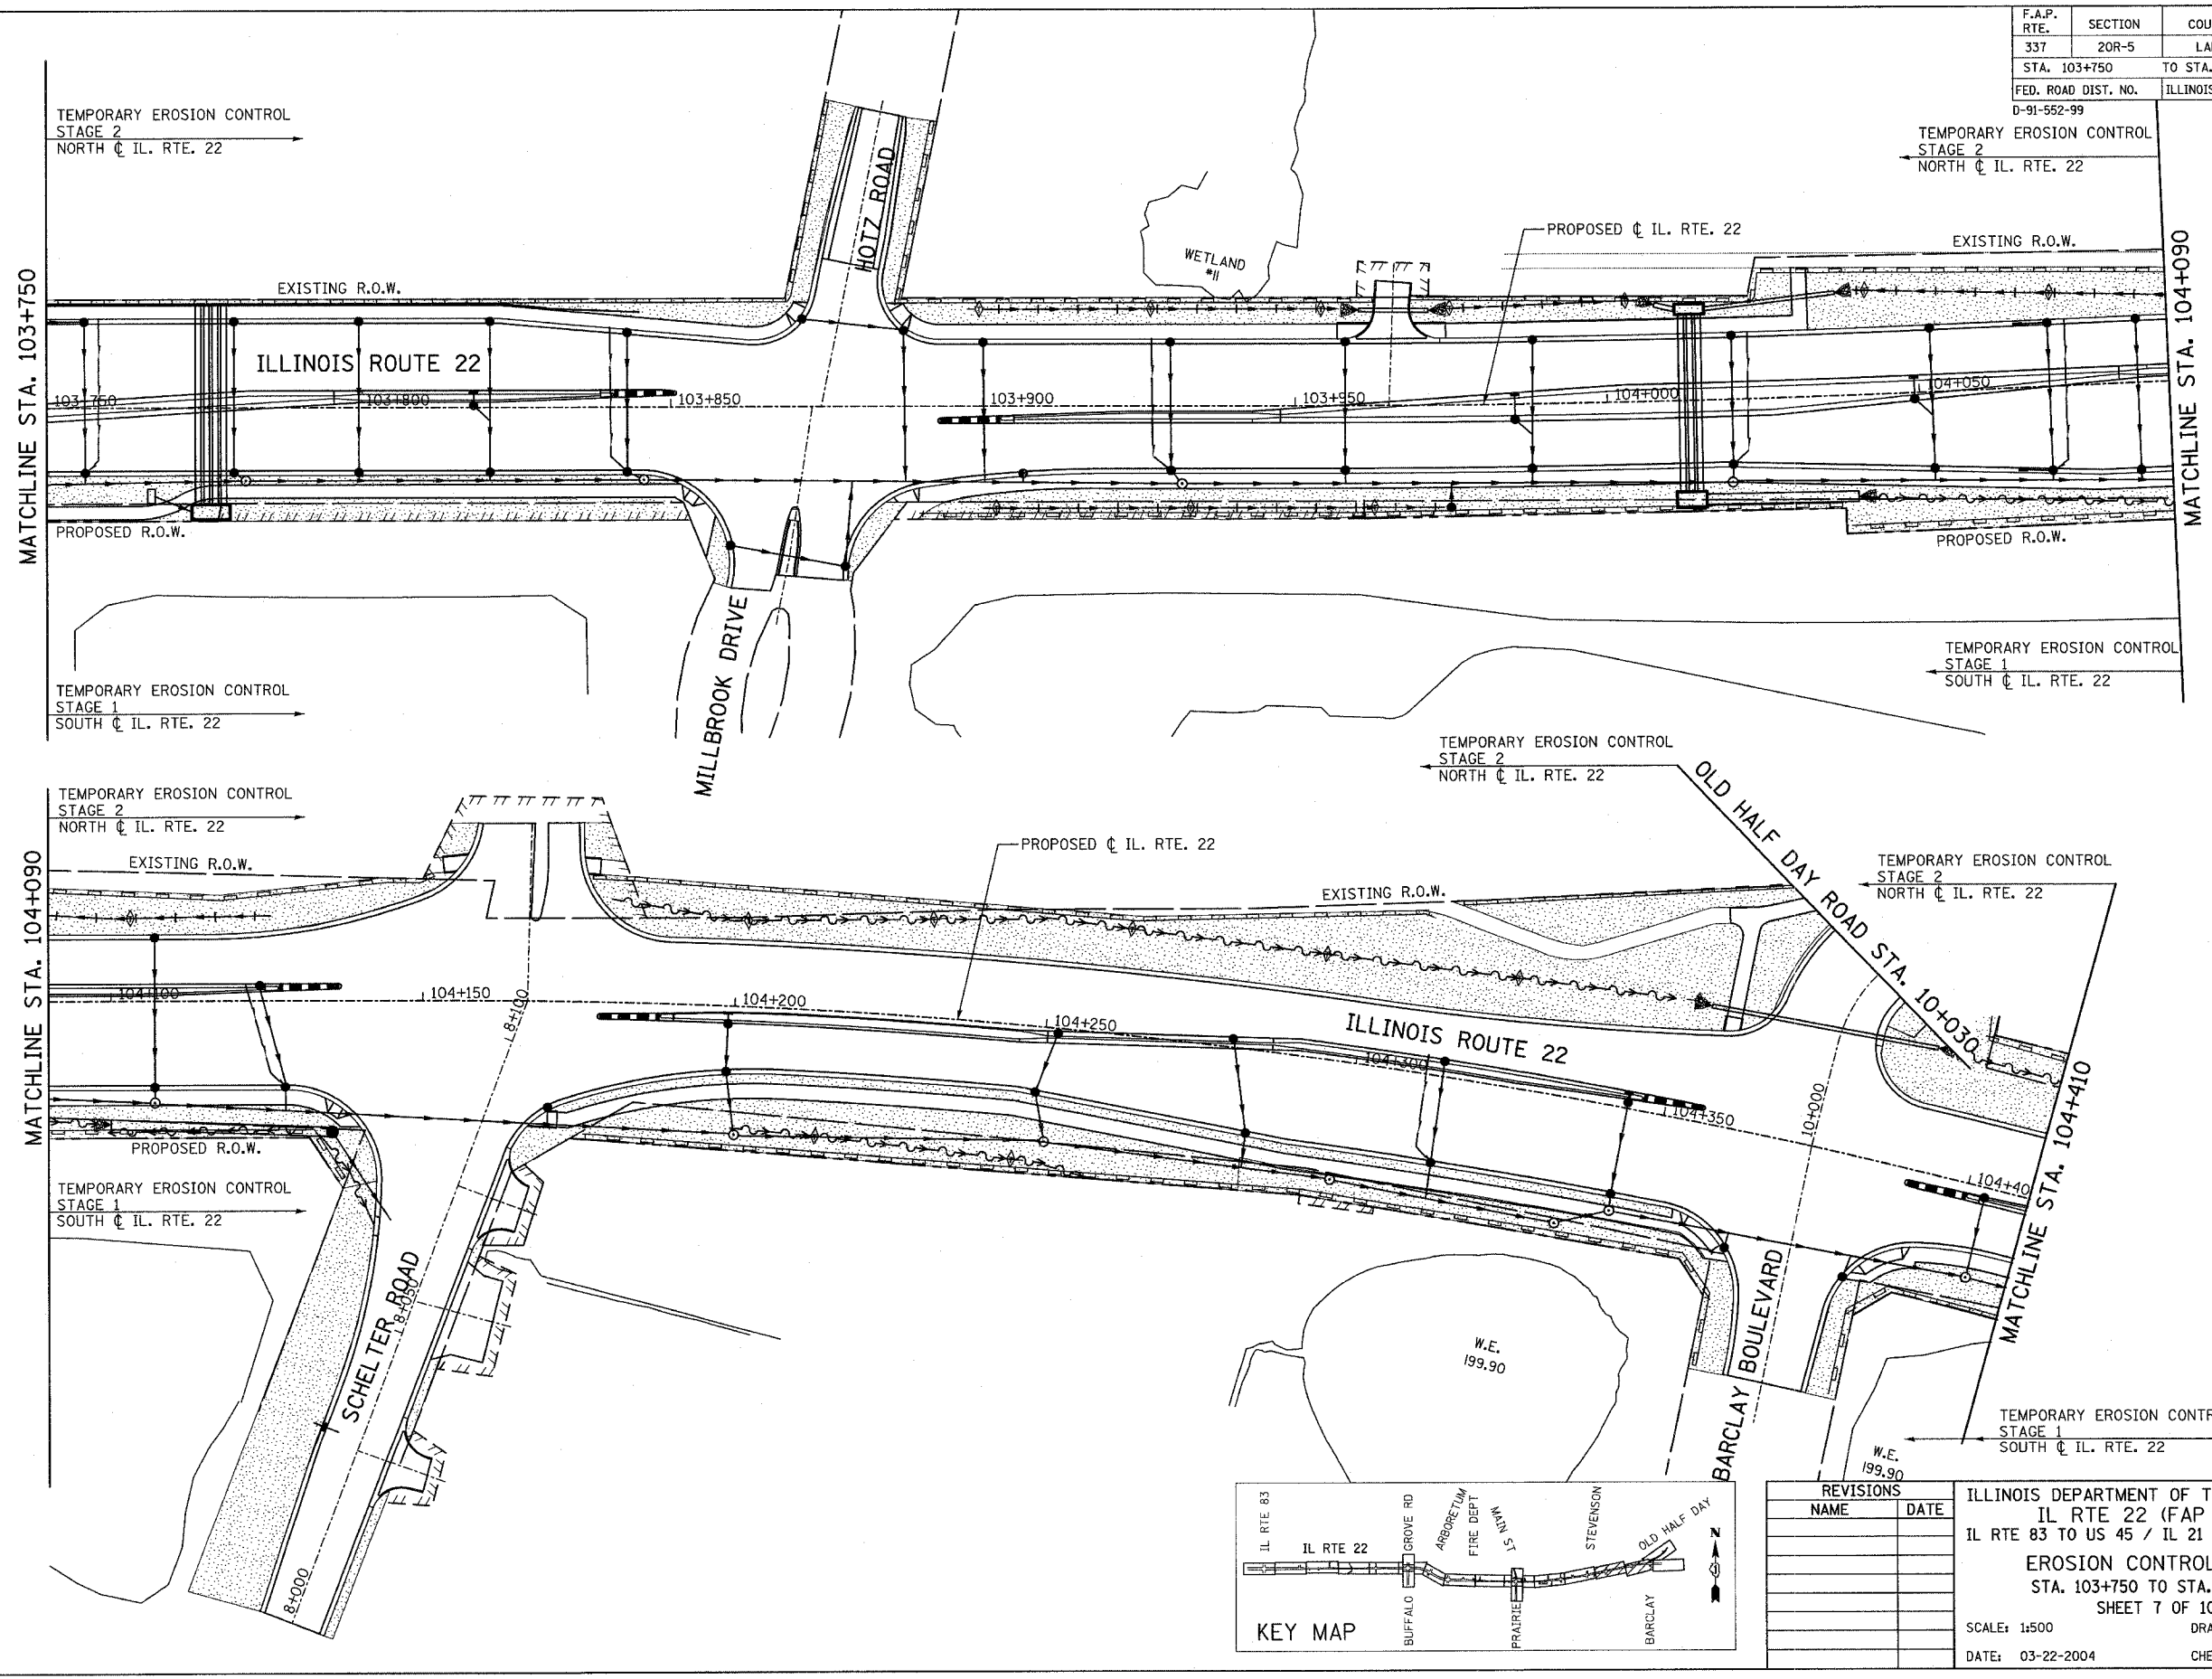 F.A.P. RTE. SECTION COU
337 20R-5 LA
STA. 103+750 TO STA.
FED. ROAD DIST. NO. ILLINOIS
D-91-552-99
TEMPORARY EROSION CONTROL
STAGE 2
NORTH ℄ IL. RTE. 22
TEMPORARY EROSION CONTROL
STAGE 2
NORTH ℄ IL. RTE. 22
MATCHLINE STA. 103+750
EXISTING R.O.W.
HOTZ ROAD
WETLAND
#11
PROPOSED ℄ IL. RTE. 22
EXISTING R.O.W.
MATCHLINE STA. 104+090
ILLINOIS ROUTE 22
103+750
103+800
103+850
103+900
103+950
104+000
104+050
PROPOSED R.O.W.
PROPOSED R.O.W.
MILLBROOK DRIVE
TEMPORARY EROSION CONTROL
STAGE 1
SOUTH ℄ IL. RTE. 22
TEMPORARY EROSION CONTROL
STAGE 1
SOUTH ℄ IL. RTE. 22
TEMPORARY EROSION CONTROL
STAGE 2
NORTH ℄ IL. RTE. 22
TEMPORARY EROSION CONTROL
STAGE 2
NORTH ℄ IL. RTE. 22
OLD HALF DAY ROAD STA. 10+030
TEMPORARY EROSION CONTROL
STAGE 2
NORTH ℄ IL. RTE. 22
MATCHLINE STA. 104+090
EXISTING R.O.W.
PROPOSED ℄ IL. RTE. 22
EXISTING R.O.W.
104+100
104+150
8+100
104+200
104+250
ILLINOIS ROUTE 22
104+300
104+350
10+000
104+40
MATCHLINE STA. 104+410
PROPOSED R.O.W.
TEMPORARY EROSION CONTROL
STAGE 1
SOUTH ℄ IL. RTE. 22
SCHELTER ROAD
8+050
8+000
W.E.
199.90
BARCLAY BOULEVARD
W.E.
199.90
TEMPORARY EROSION CONTR
STAGE 1
SOUTH ℄ IL. RTE. 22
IL RTE 83
IL RTE 22
BUFFALO GROVE RD
ARBORETUM
FIRE DEPT
MAIN ST
PRAIRIE
STEVENSON
BARCLAY
OLD HALF DAY
N
KEY MAP
REVISIONS
NAME DATE
ILLINOIS DEPARTMENT OF T
IL RTE 22 (FAP
IL RTE 83 TO US 45 / IL 21
EROSION CONTROL
STA. 103+750 TO STA.
SHEET 7 OF 10
SCALE: 1:500 DRA
DATE: 03-22-2004 CHE